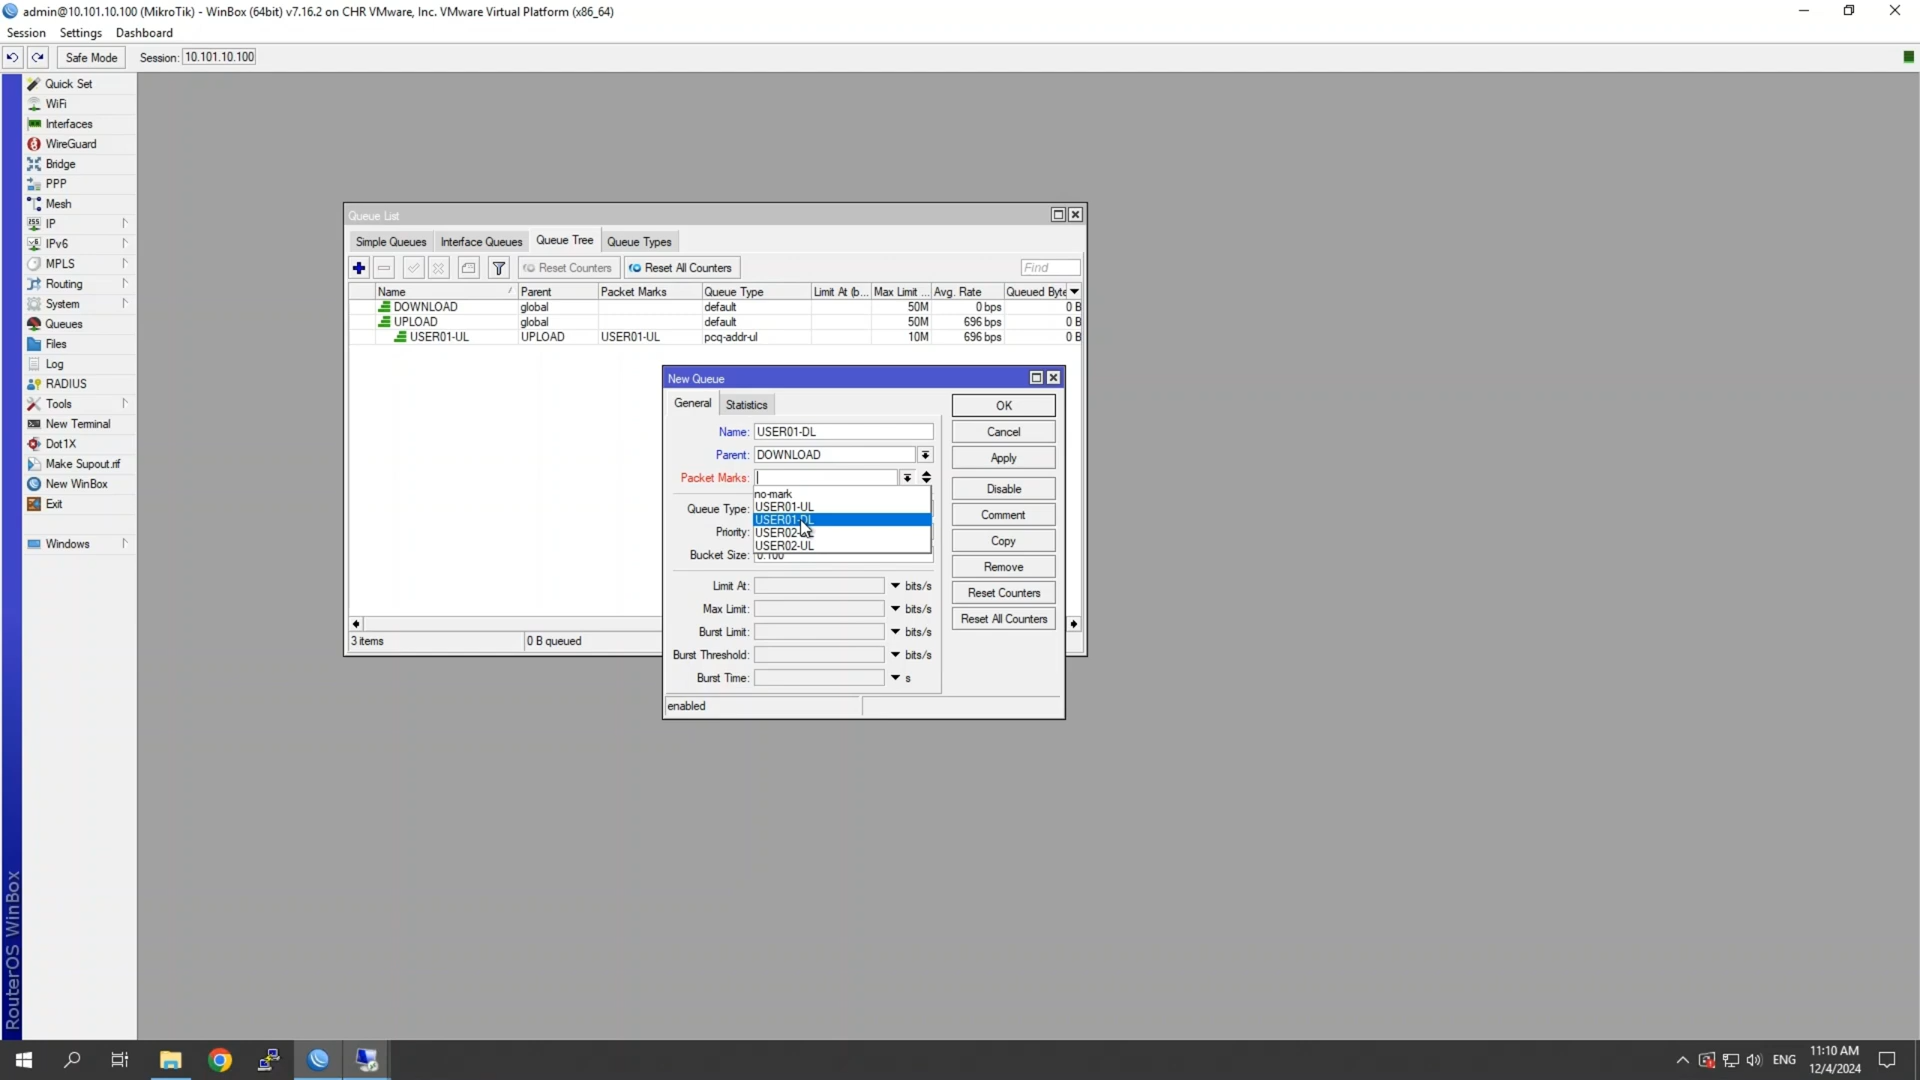 admin@10.101.10.100 (MikroTik) - WinBox (64bit) v7.16.2 on CHR VMware, Inc. VMware Virtual Platform (x86_64)
Session Settings Dashboard
Safe Mode Session: 10.101.10.100
Quick Set
WiFi
Interfaces
WireGuard
Bridge
PPP
Mesh
IP
IPv6
MPLS
Routing
System
Queues
Files
Log
RADIUS
Tools
New Terminal
Dot1X
Make Supout.rif
New WinBox
Exit
Windows
RouterOS WinBox
Queue List
Simple Queues Interface Queues Queue Tree Queue Types
Reset Counters Reset All Counters Find
Name Parent Packet Marks Queue Type Limit At (b... Max Limit ... Avg. Rate Queued Byte
DOWNLOAD global default 50M 0 bps 0 B
UPLOAD global default 50M 696 bps 0 B
USER01-UL UPLOAD USER01-UL pcq-addr-ul 10M 696 bps 0 B
3 items 0 B queued
New Queue
General Statistics
Name: USER01-DL
Parent: DOWNLOAD
Packet Marks:
no-mark
USER01-UL
USER01-DL
USER02-UL
Queue Type:
Priority:
Bucket Size: 0.100
Limit At: bits/s
Max Limit: bits/s
Burst Limit: bits/s
Burst Threshold: bits/s
Burst Time: s
enabled
OK
Cancel
Apply
Disable
Comment
Copy
Remove
Reset Counters
Reset All Counters
ENG
11:10 AM
12/4/2024